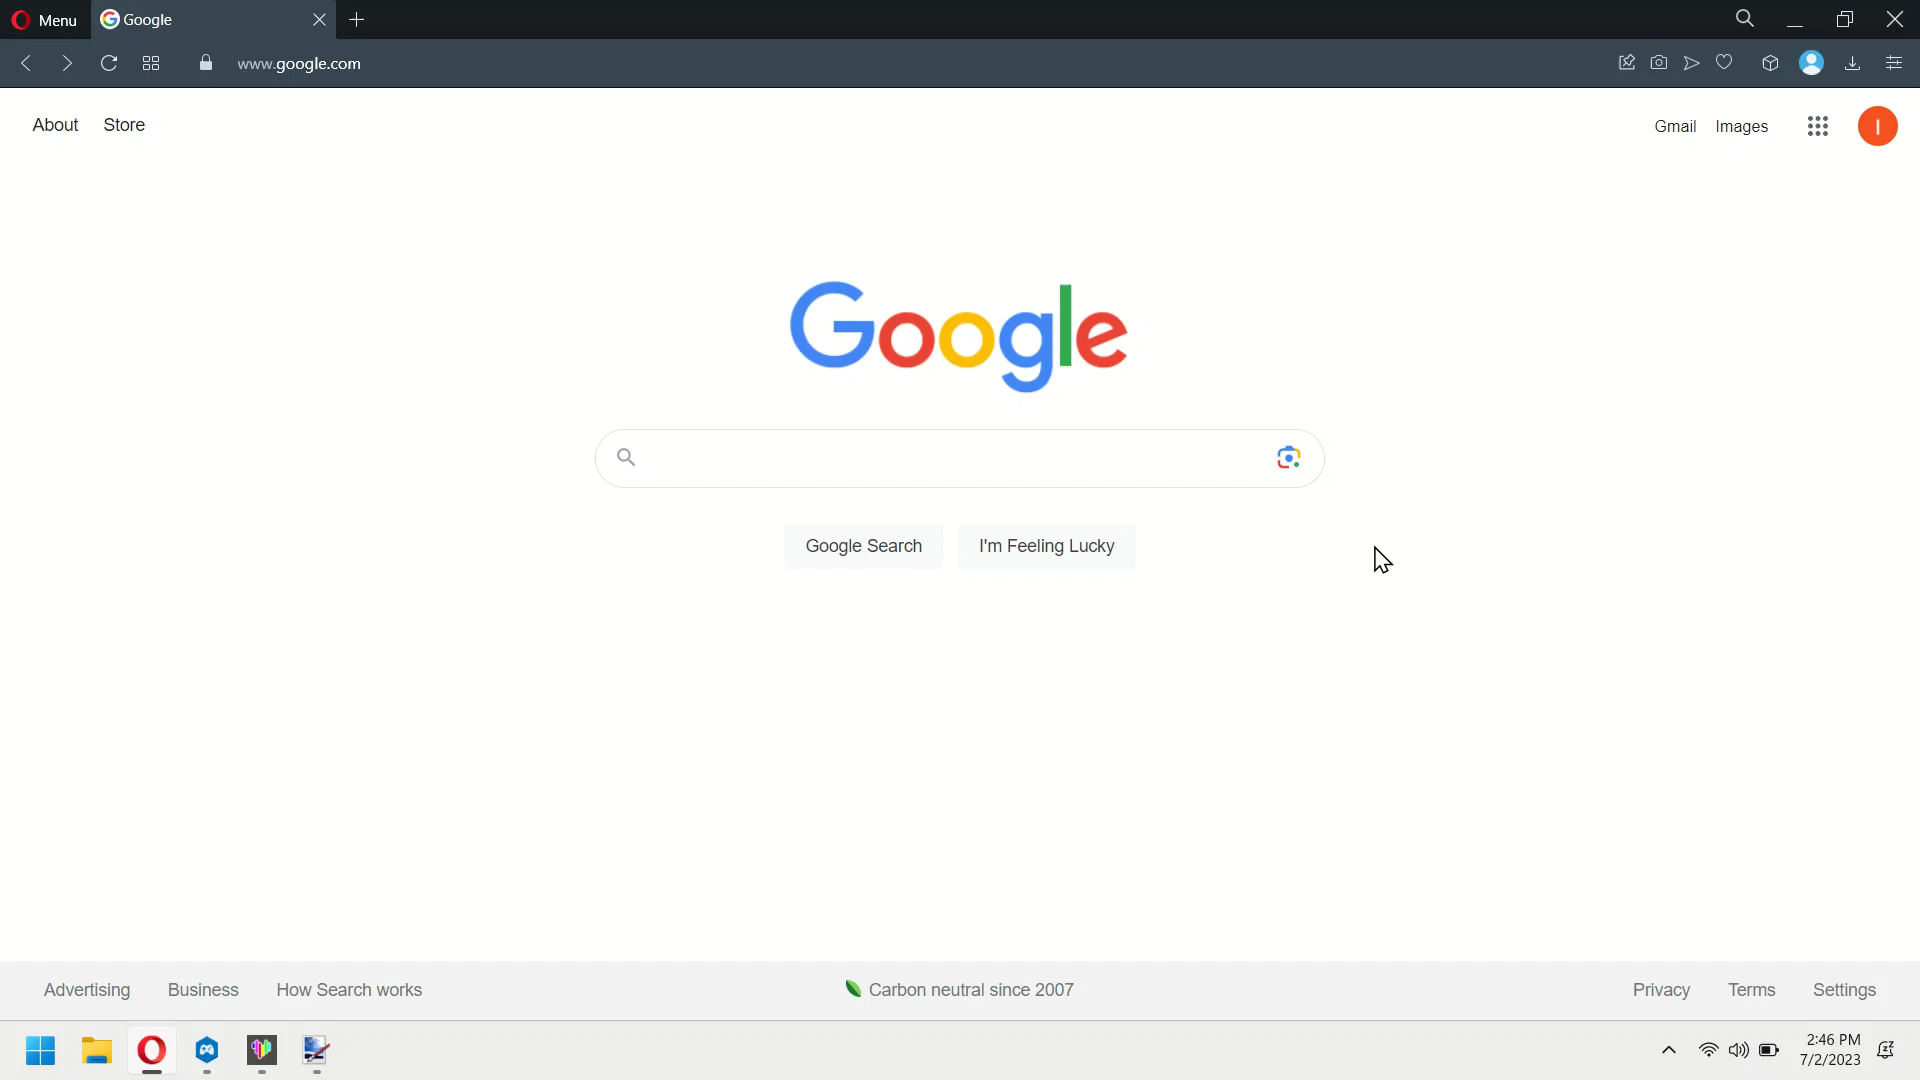 Menu
Google
www.google.com
About
Store
Gmail
Images
I
Google
Google Search
I'm Feeling Lucky
Advertising
Business
How Search works
Carbon neutral since 2007
Privacy
Terms
Settings
2:46 PM
7/2/2023